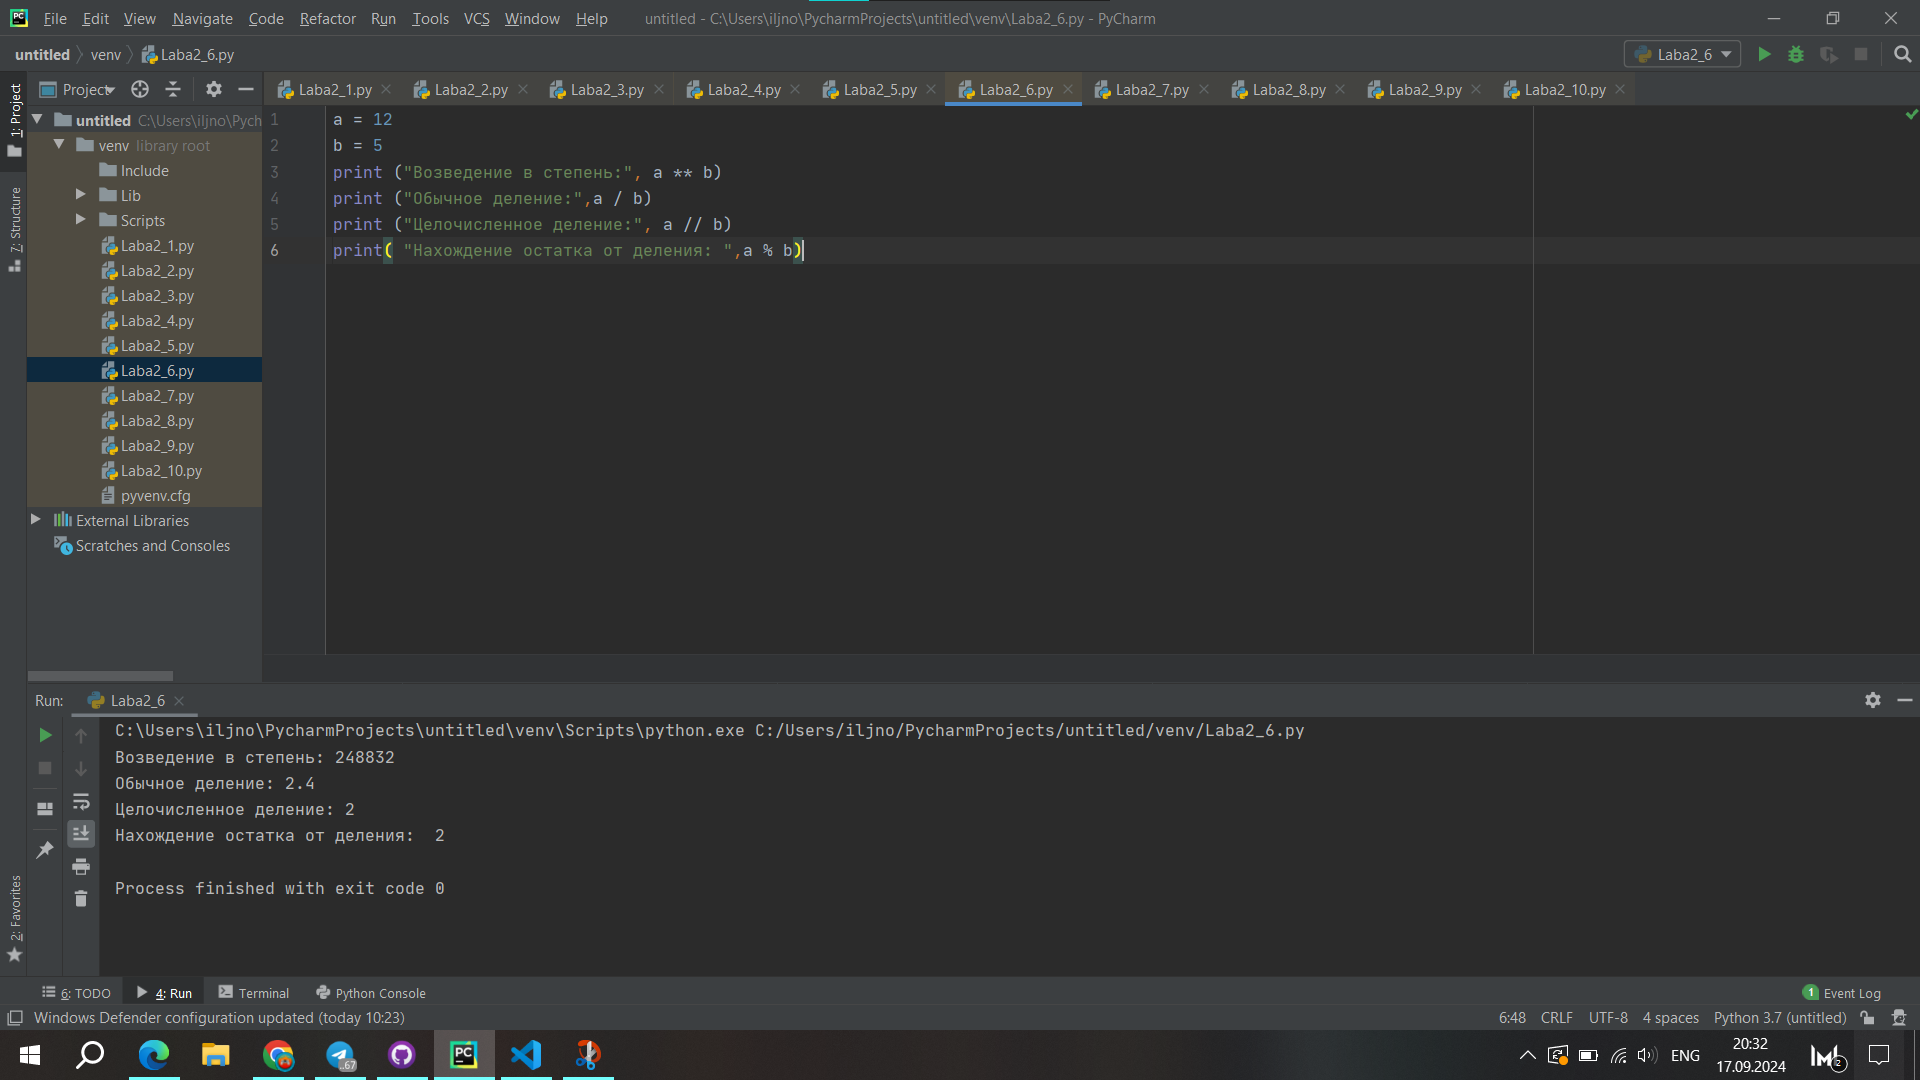 File Edit View Navigate Code Refactor Run Tools VCS Window Help untitled - C:\Users\iljno\PycharmProjects\untitled\venv\Laba2_6.py - PyCharm
untitled venv Laba2_6.py Laba2_6
Project Laba2_1.py Laba2_2.py Laba2_3.py Laba2_4.py Laba2_5.py Laba2_6.py Laba2_7.py Laba2_8.py Laba2_9.py Laba2_10.py
1: Project
7: Structure
2: Favorites
untitled C:\Users\iljno\Pych
venv library root
Include
Lib
Scripts
Laba2_1.py
Laba2_2.py
Laba2_3.py
Laba2_4.py
Laba2_5.py
Laba2_6.py
Laba2_7.py
Laba2_8.py
Laba2_9.py
Laba2_10.py
pyvenv.cfg
External Libraries
Scratches and Consoles
1 a = 12
2 b = 5
3 print ("Возведение в степень:", a ** b)
4 print ("Обычное деление:",a / b)
5 print ("Целочисленное деление:", a // b)
6 print( "Нахождение остатка от деления: ",a % b)
Run: Laba2_6
C:\Users\iljno\PycharmProjects\untitled\venv\Scripts\python.exe C:/Users/iljno/PycharmProjects/untitled/venv/Laba2_6.py
Возведение в степень: 248832
Обычное деление: 2.4
Целочисленное деление: 2
Нахождение остатка от деления:  2
Process finished with exit code 0
6: TODO 4: Run Terminal Python Console 1 Event Log
Windows Defender configuration updated (today 10:23) 6:48 CRLF UTF-8 4 spaces Python 3.7 (untitled)
PC 67 ENG 20:32 2
17.09.2024